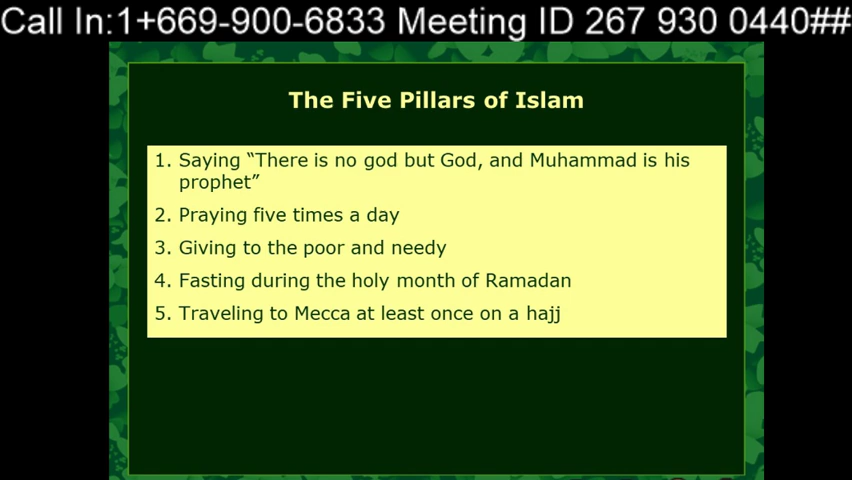 Call In:1+669-900-6833 Meeting ID 267 930 0440##
The Five Pillars of Islam
1. Saying “There is no god but God, and Muhammad is his
prophet”
2. Praying five times a day
3. Giving to the poor and needy
4. Fasting during the holy month of Ramadan
5. Traveling to Mecca at least once on a hajj